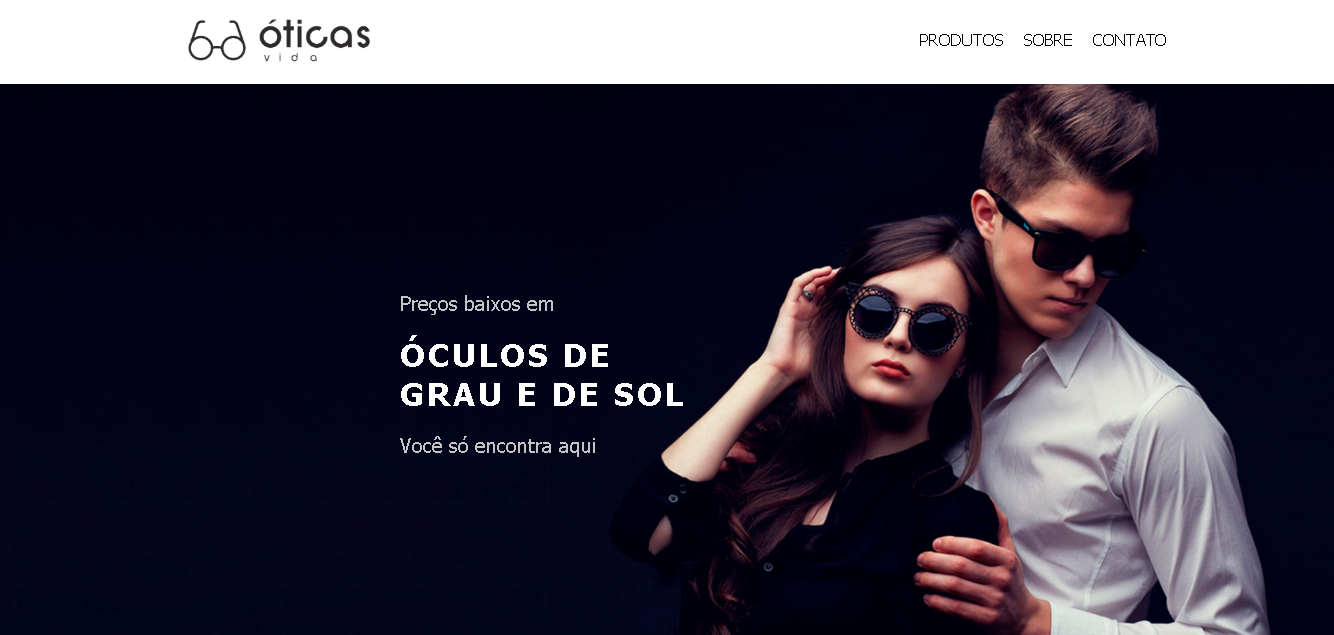 óticas
vida
PRODUTOS SOBRE CONTATO
Preços baixos em
ÓCULOS DE
GRAU E DE SOL
Você só encontra aqui